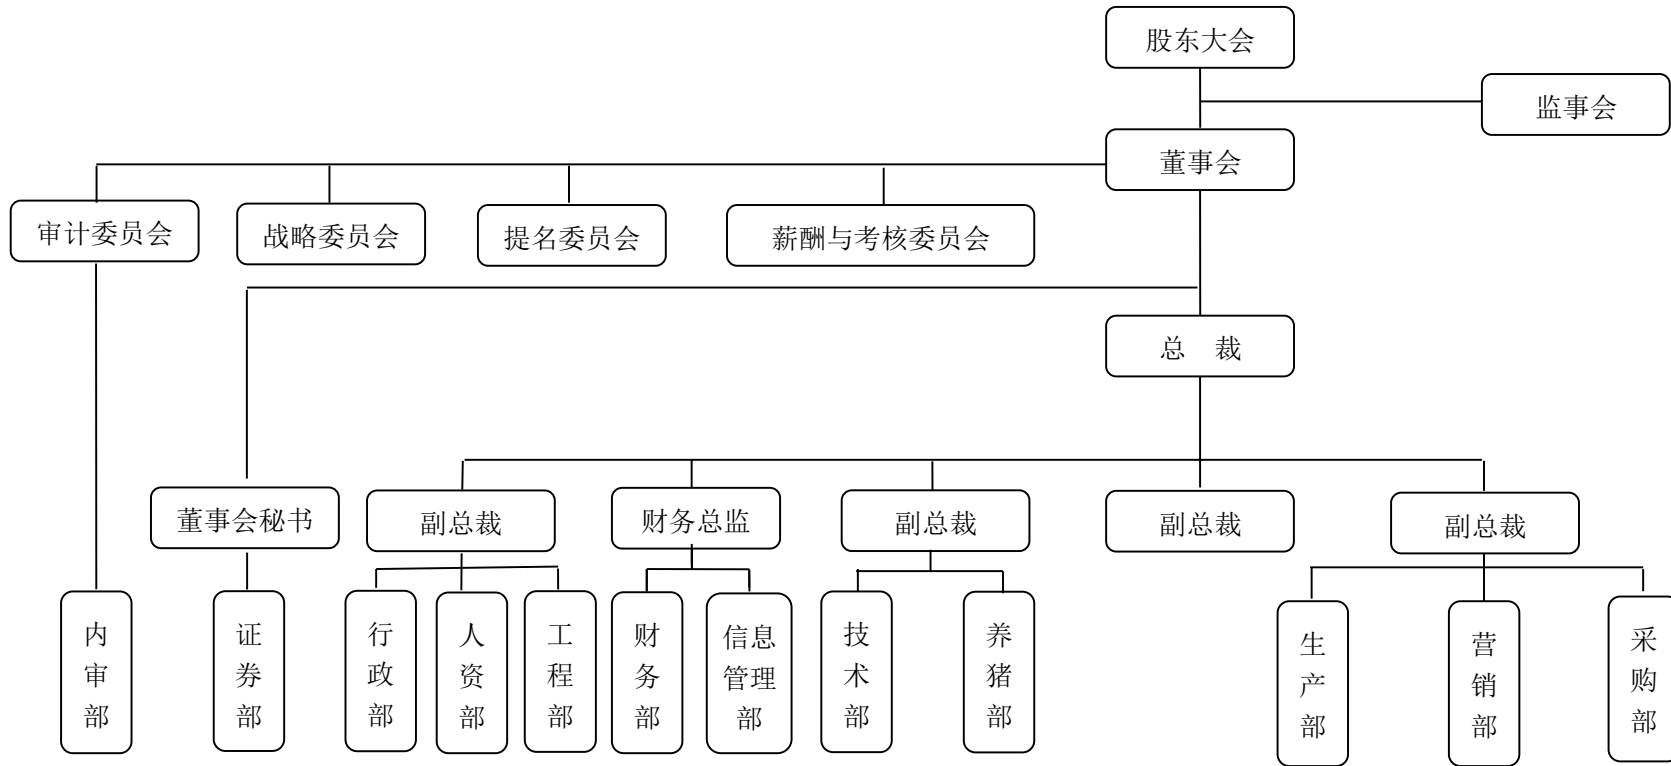 股东大会
监事会
董事会
审计委员会
战略委员会
提名委员会
薪酬与考核委员会
总　裁
董事会秘书
副总裁
财务总监
副总裁
副总裁
副总裁
内审部
证券部
行政部
人资部
工程部
财务部
信息
管理
部
技术部
养猪部
生产部
营销部
采购部